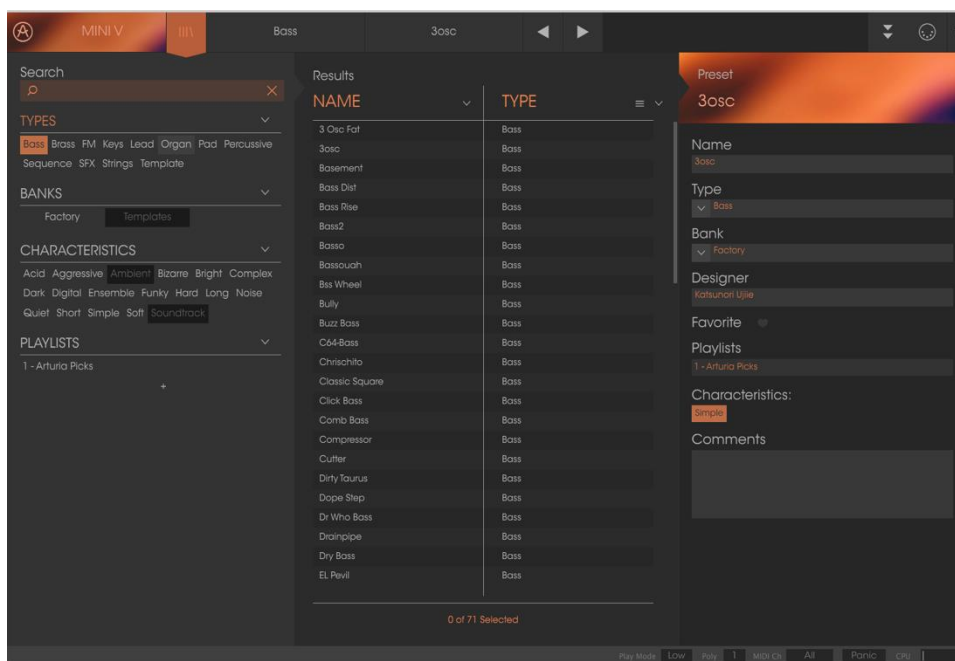 MINI V
Bass
3osc
Search
TYPES
Bass Brass FM Keys Lead Organ Pad Percussive
Sequence SFX Strings Template
BANKS
Factory Templates
CHARACTERISTICS
Acid Aggressive Ambient Bizarre Bright Complex
Dark Digital Ensemble Funky Hard Long Noise
Quiet Short Simple Soft Soundtrack
PLAYLISTS
1 - Arturia Picks
+
Results
NAME TYPE
3 Osc Fat Bass
3osc Bass
Basement Bass
Bass Dist Bass
Bass Rise Bass
Bass2 Bass
Basso Bass
Bassouah Bass
Bss Wheel Bass
Bully Bass
Buzz Bass Bass
C64-Bass Bass
Chrischito Bass
Classic Square Bass
Click Bass Bass
Comb Bass Bass
Compressor Bass
Cutter Bass
Dirty Taurus Bass
Dope Step Bass
Dr Who Bass Bass
Drainpipe Bass
Dry Bass Bass
EL Pevil Bass
0 of 71 Selected
Preset
3osc
Name
3osc
Type
Bass
Bank
Factory
Designer
Katsunori Ujiie
Favorite
Playlists
1 - Arturia Picks
Characteristics:
Simple
Comments
Play Mode Low Poly 1 MIDI Ch All Panic CPU